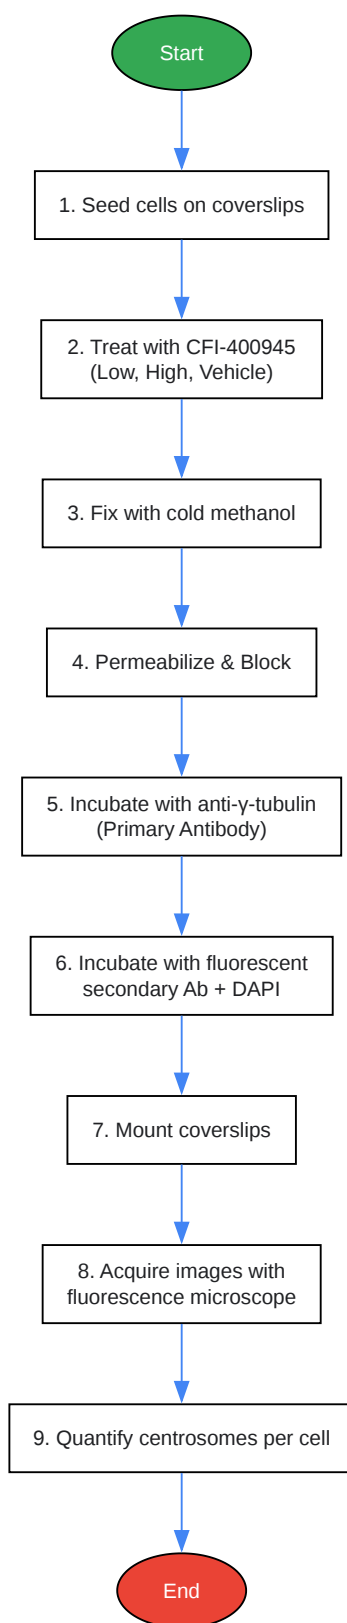 Start
1. Seed cells on coverslips
2. Treat with CFI-400945
(Low, High, Vehicle)
3. Fix with cold methanol
4. Permeabilize & Block
5. Incubate with anti-γ-tubulin
(Primary Antibody)
6. Incubate with fluorescent
secondary Ab + DAPI
7. Mount coverslips
8. Acquire images with
fluorescence microscope
9. Quantify centrosomes per cell
End